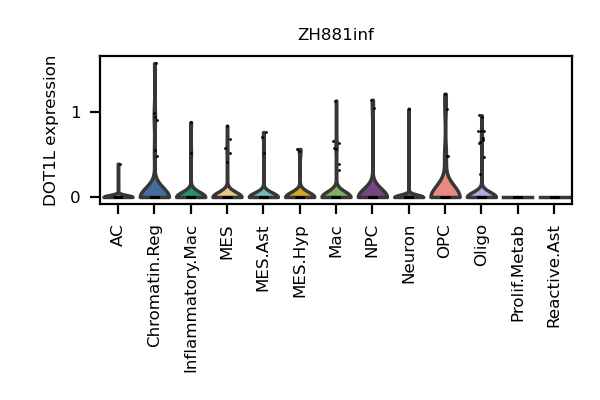 ZH881inf
DOT1L expression
1
0
AC
Chromatin.Reg
Inflammatory.Mac
MES
MES.Ast
MES.Hyp
Mac
NPC
Neuron
OPC
Oligo
Prolif.Metab
Reactive.Ast